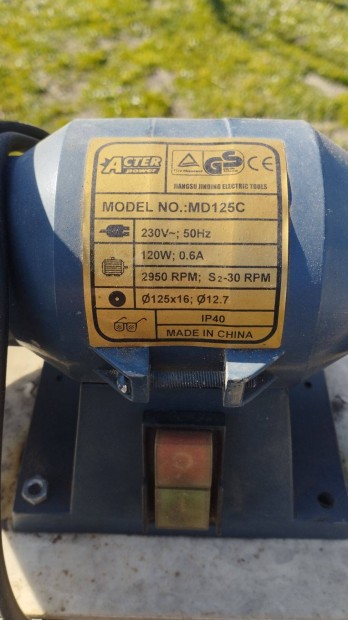 ACTER
power
GS
CE
JIANGSU JINDING ELECTRIC TOOLS
MODEL NO.:MD125C
230V~; 50Hz
120W; 0.6A
2950 RPM; S2-30 RPM
Ø125x16; Ø12.7
IP40
MADE IN CHINA